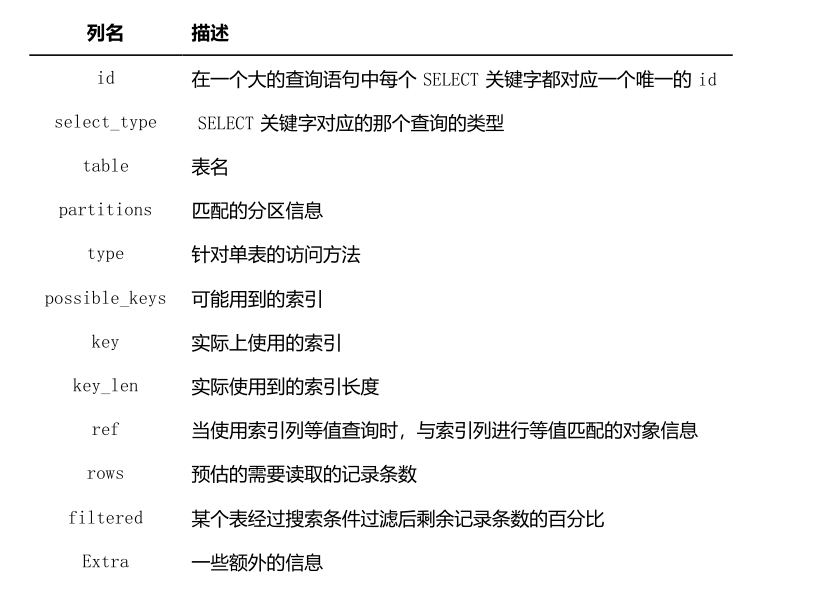 列名 描述
id 在一个大的查询语句中每个 SELECT 关键字都对应一个唯一的 id
select_type SELECT 关键字对应的那个查询的类型
table 表名
partitions 匹配的分区信息
type 针对单表的访问方法
possible_keys 可能用到的索引
key 实际上使用的索引
key_len 实际使用到的索引长度
ref 当使用索引列等值查询时，与索引列进行等值匹配的对象信息
rows 预估的需要读取的记录条数
filtered 某个表经过搜索条件过滤后剩余记录条数的百分比
Extra 一些额外的信息